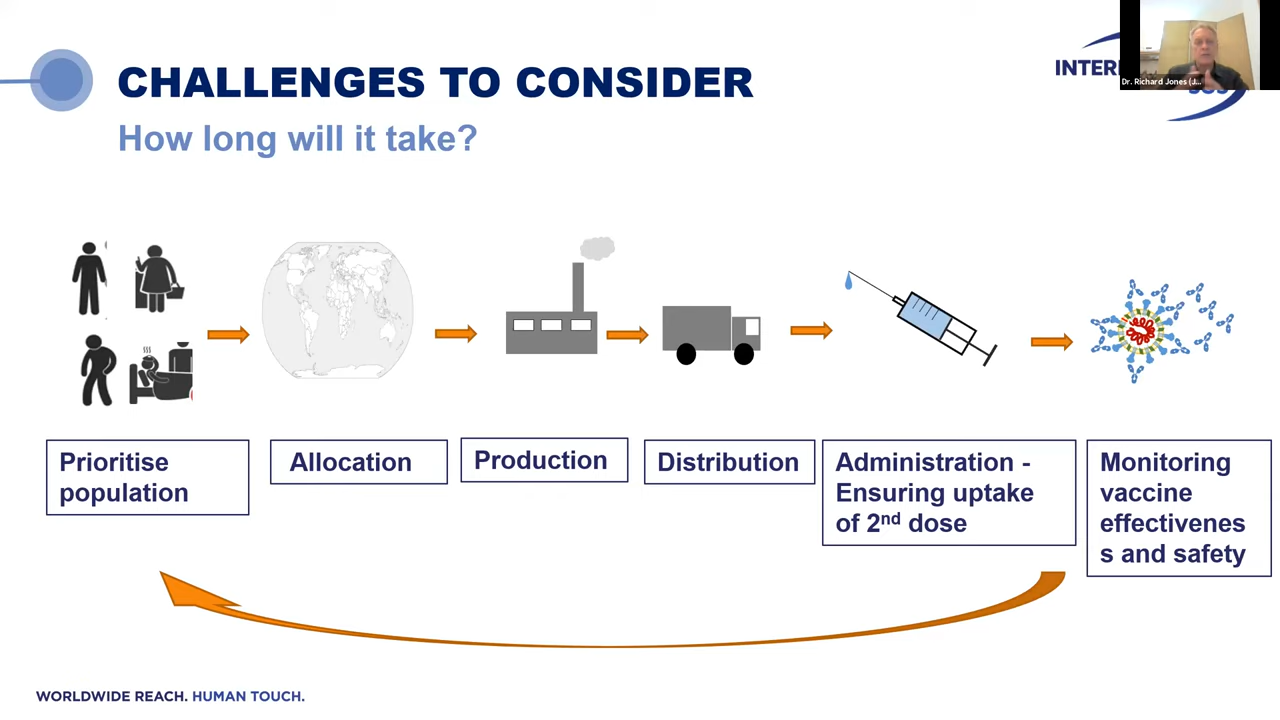 CHALLENGES TO CONSIDER
How long will it take?
INTER
SOS
Dr. Richard Jones (J...
Prioritise
population
Allocation
Production
Distribution
Administration -
Ensuring uptake
of 2nd dose
Monitoring
vaccine
effectivenes
s and safety
WORLDWIDE REACH. HUMAN TOUCH.